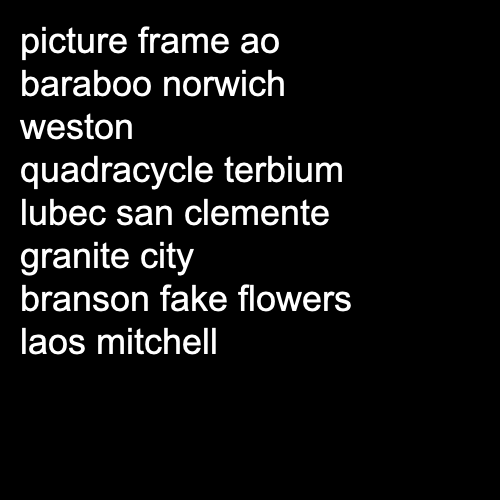 picture frame ao
baraboo norwich
weston
quadracycle terbium
lubec san clemente
granite city
branson fake flowers
laos mitchell